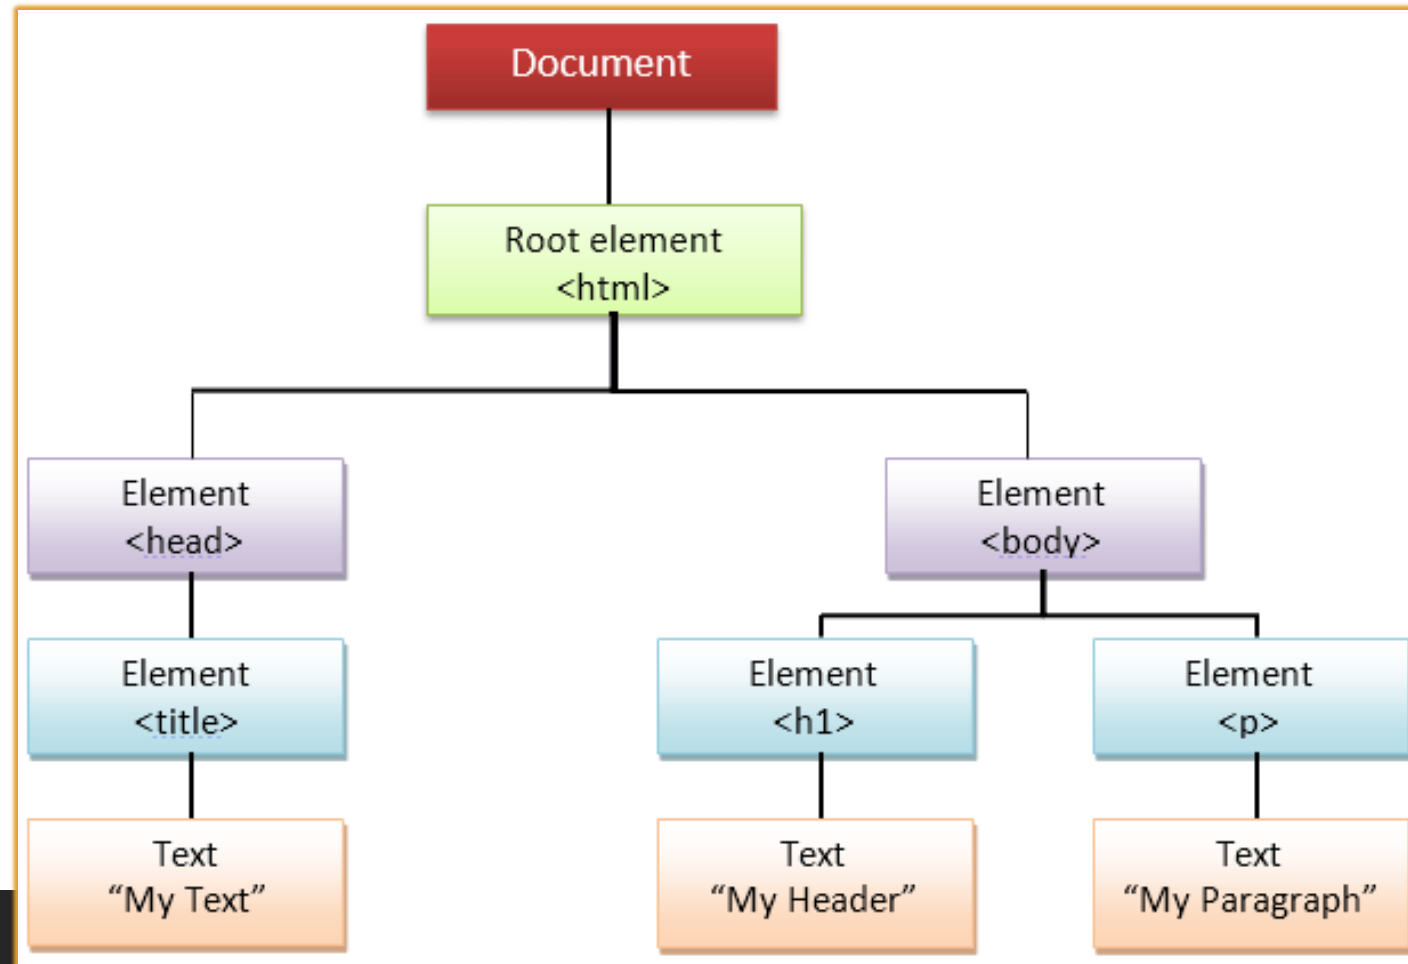 Document
Root element
<html>
Element
<head>
Element
<body>
Element
<title>
Element
<h1>
Element
<p>
Text
“My Text”
Text
“My Header”
Text
“My Paragraph”